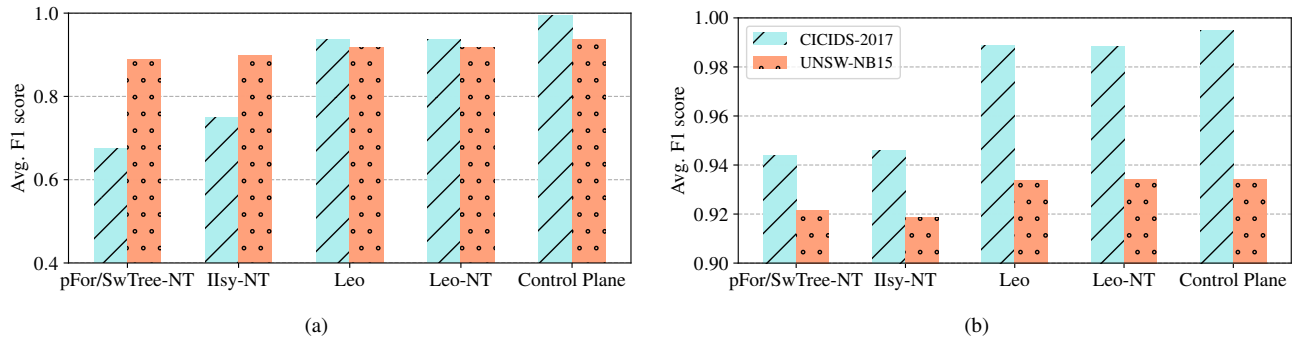 Avg. F1 score
1.0
0.8
0.6
0.4
pFor/SwTree-NT IIsy-NT Leo Leo-NT Control Plane
(a)
Avg. F1 score
1.00
0.98
0.96
0.94
0.92
0.90
CICIDS-2017
UNSW-NB15
pFor/SwTree-NT IIsy-NT Leo Leo-NT Control Plane
(b)